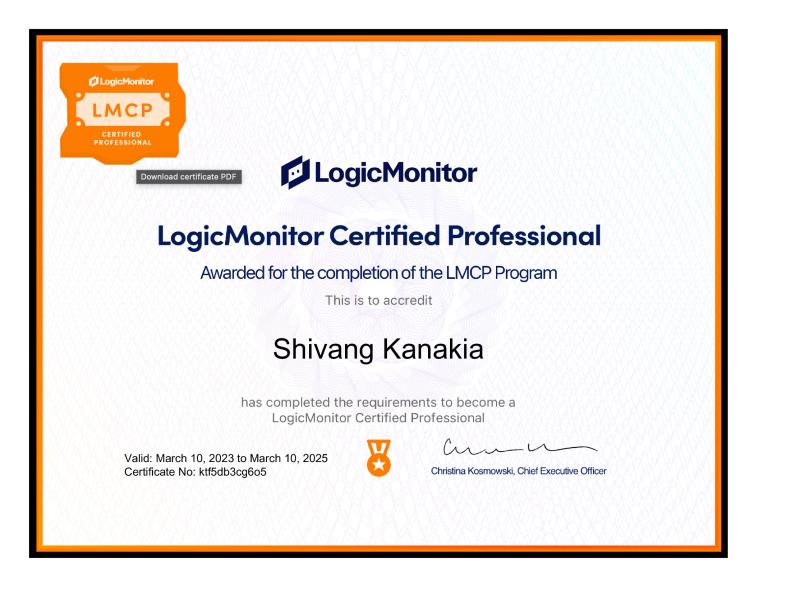 LogicMonitor
LMCP
CERTIFIED
PROFESSIONAL
Download certificate PDF
LogicMonitor
LogicMonitor Certified Professional
Awarded for the completion of the LMCP Program
This is to accredit
Shivang Kanakia
has completed the requirements to become a
LogicMonitor Certified Professional
Valid: March 10, 2023 to March 10, 2025
Certificate No: ktf5db3cg6o5
Christina Kosmowski, Chief Executive Officer